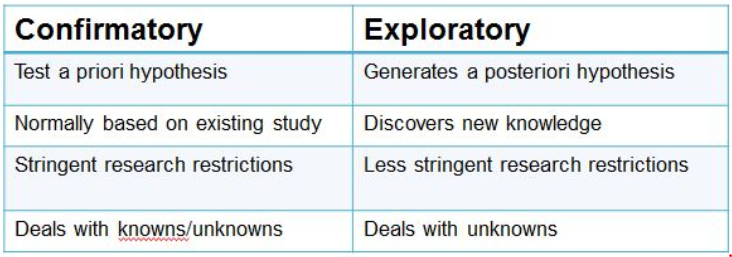 Confirmatory Exploratory
Test a priori hypothesis Generates a posteriori hypothesis
Normally based on existing study Discovers new knowledge
Stringent research restrictions Less stringent research restrictions
Deals with knowns/unknowns Deals with unknowns